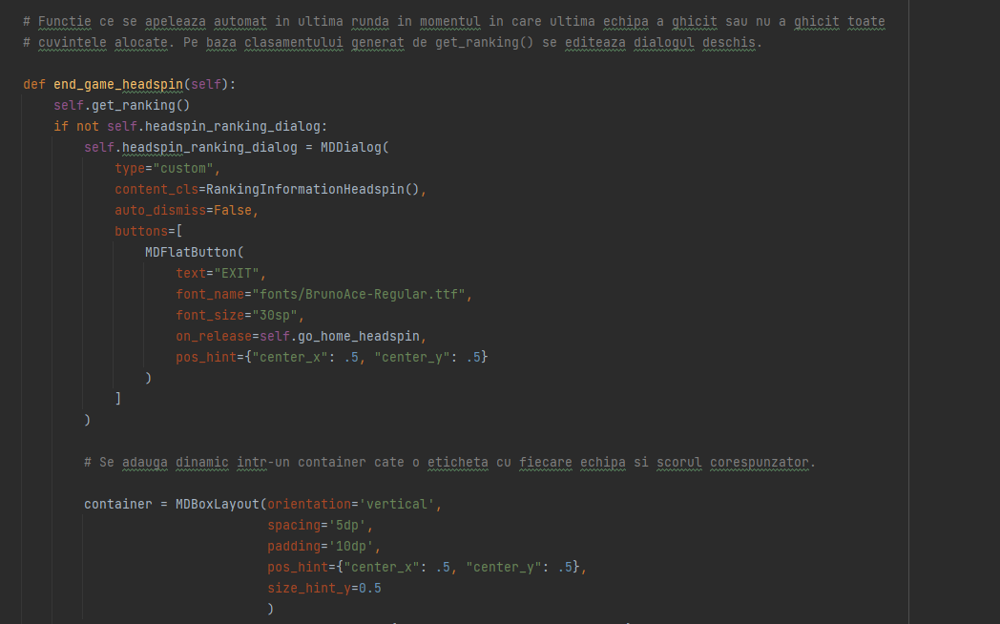 # Functie ce se apeleaza automat in ultima runda in momentul in care ultima echipa a ghicit sau nu a ghicit toate
# cuvintele alocate. Pe baza clasamentului generat de get_ranking() se editeaza dialogul deschis.
def end_game_headspin(self):
    self.get_ranking()
    if not self.headspin_ranking_dialog:
        self.headspin_ranking_dialog = MDDialog(
            type="custom",
            content_cls=RankingInformationHeadspin(),
            auto_dismiss=False,
            buttons=[
                MDFlatButton(
                    text="EXIT",
                    font_name="fonts/BrunoAce-Regular.ttf",
                    font_size="30sp",
                    on_release=self.go_home_headspin,
                    pos_hint={"center_x": .5, "center_y": .5}
                )
            ]
        )
        # Se adauga dinamic intr-un container cate o eticheta cu fiecare echipa si scorul corespunzator.
        container = MDBoxLayout(orientation='vertical',
                                spacing='5dp',
                                padding='10dp',
                                pos_hint={"center_x": .5, "center_y": .5},
                                size_hint_y=0.5
                                )